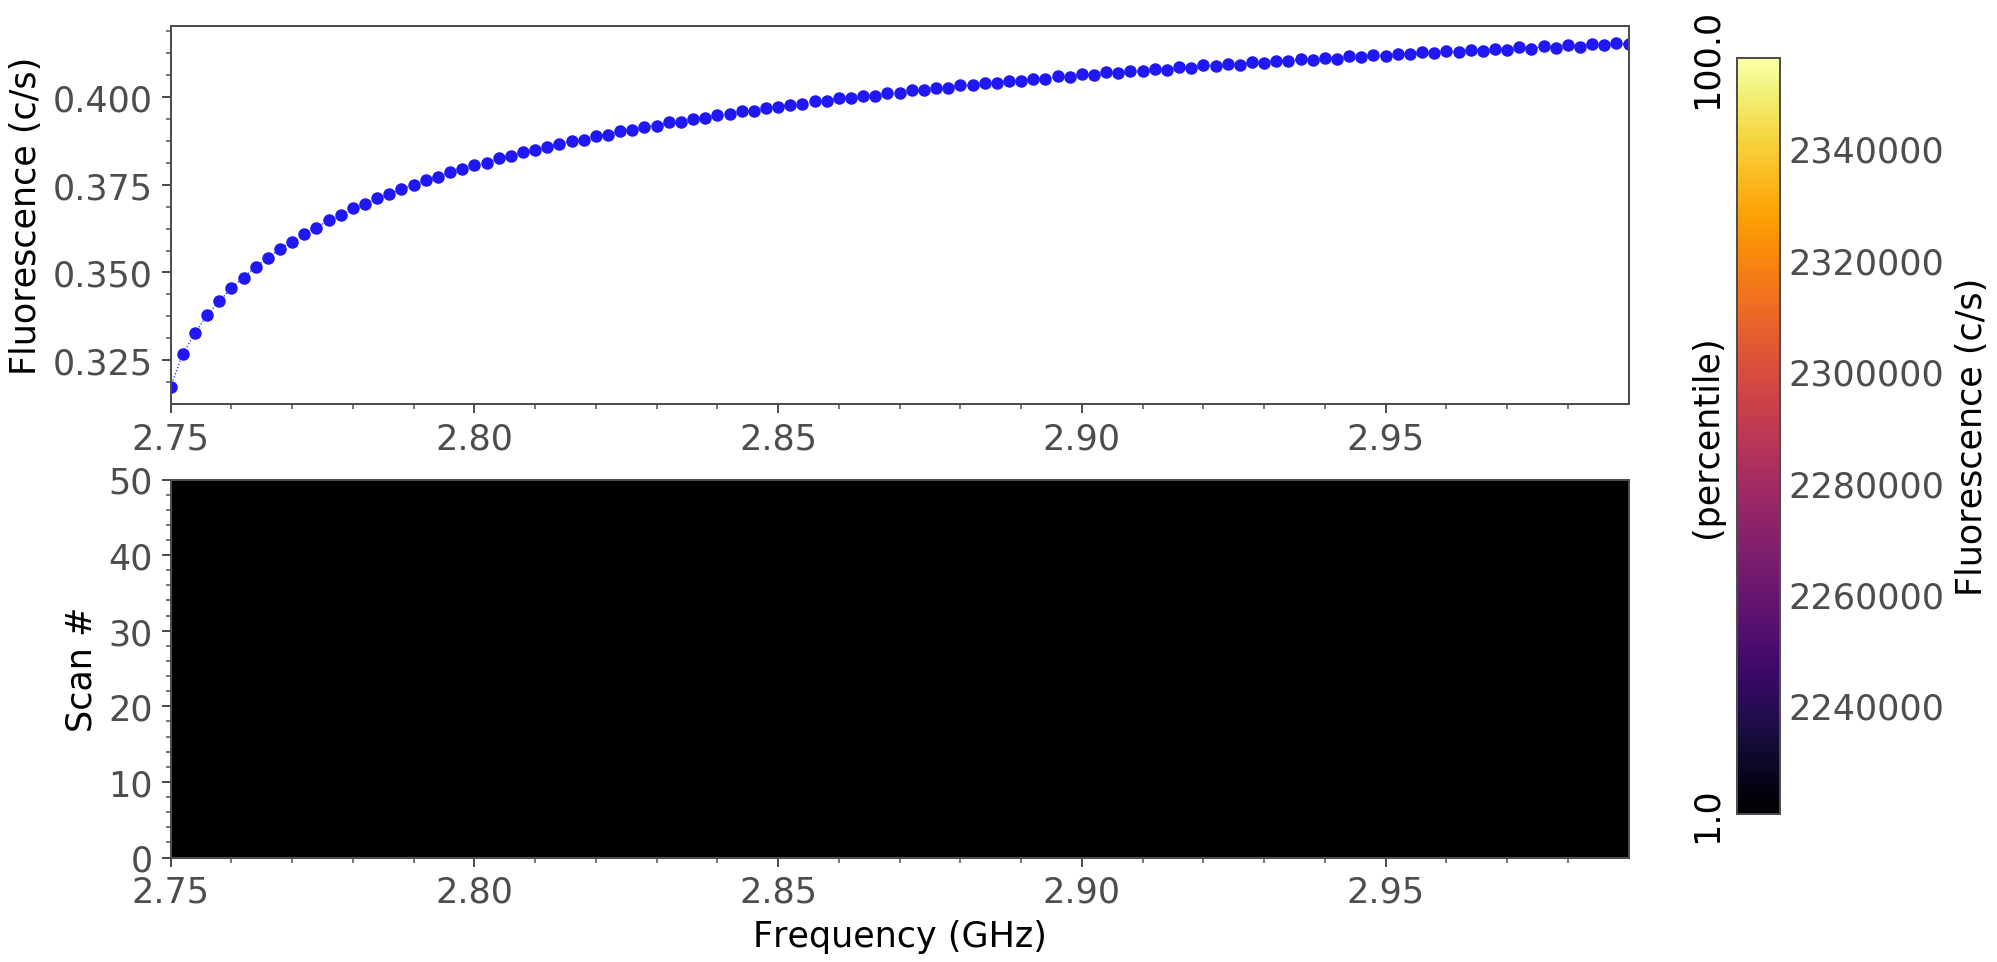 Fluorescence (c/s)
0.400
0.375
0.350
0.325
2.75 2.80 2.85 2.90 2.95
Scan #
50
40
30
20
10
0
2.75 2.80 2.85 2.90 2.95
Frequency (GHz)
100.0
(percentile)
1.0
2340000
2320000
2300000
2280000
2260000
2240000
Fluorescence (c/s)